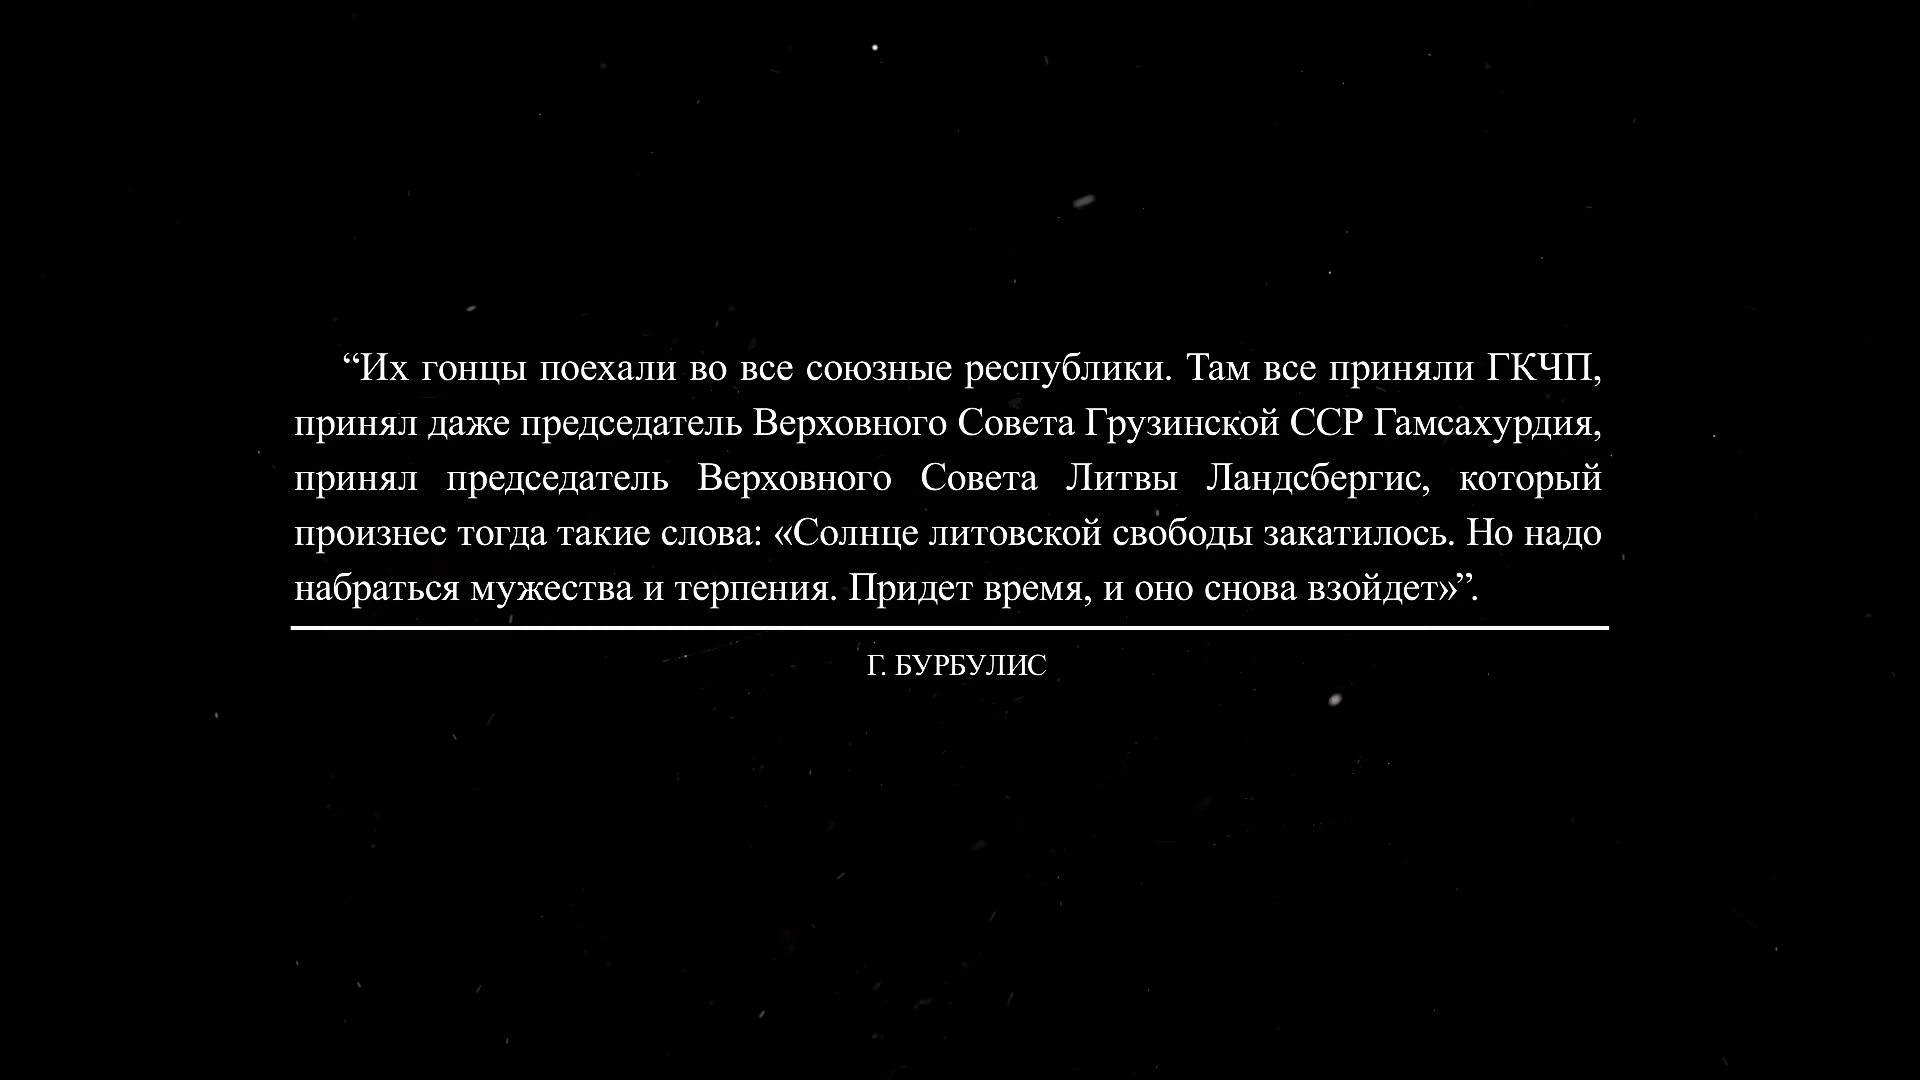 “Их гонцы поехали во все союзные республики. Там все приняли ГКЧП,
принял даже председатель Верховного Совета Грузинской ССР Гамсахурдия,
принял председатель Верховного Совета Литвы Ландсбергис, который
произнес тогда такие слова: «Солнце литовской свободы закатилось. Но надо
набраться мужества и терпения. Придет время, и оно снова взойдет»”.
Г. БУРБУЛИС